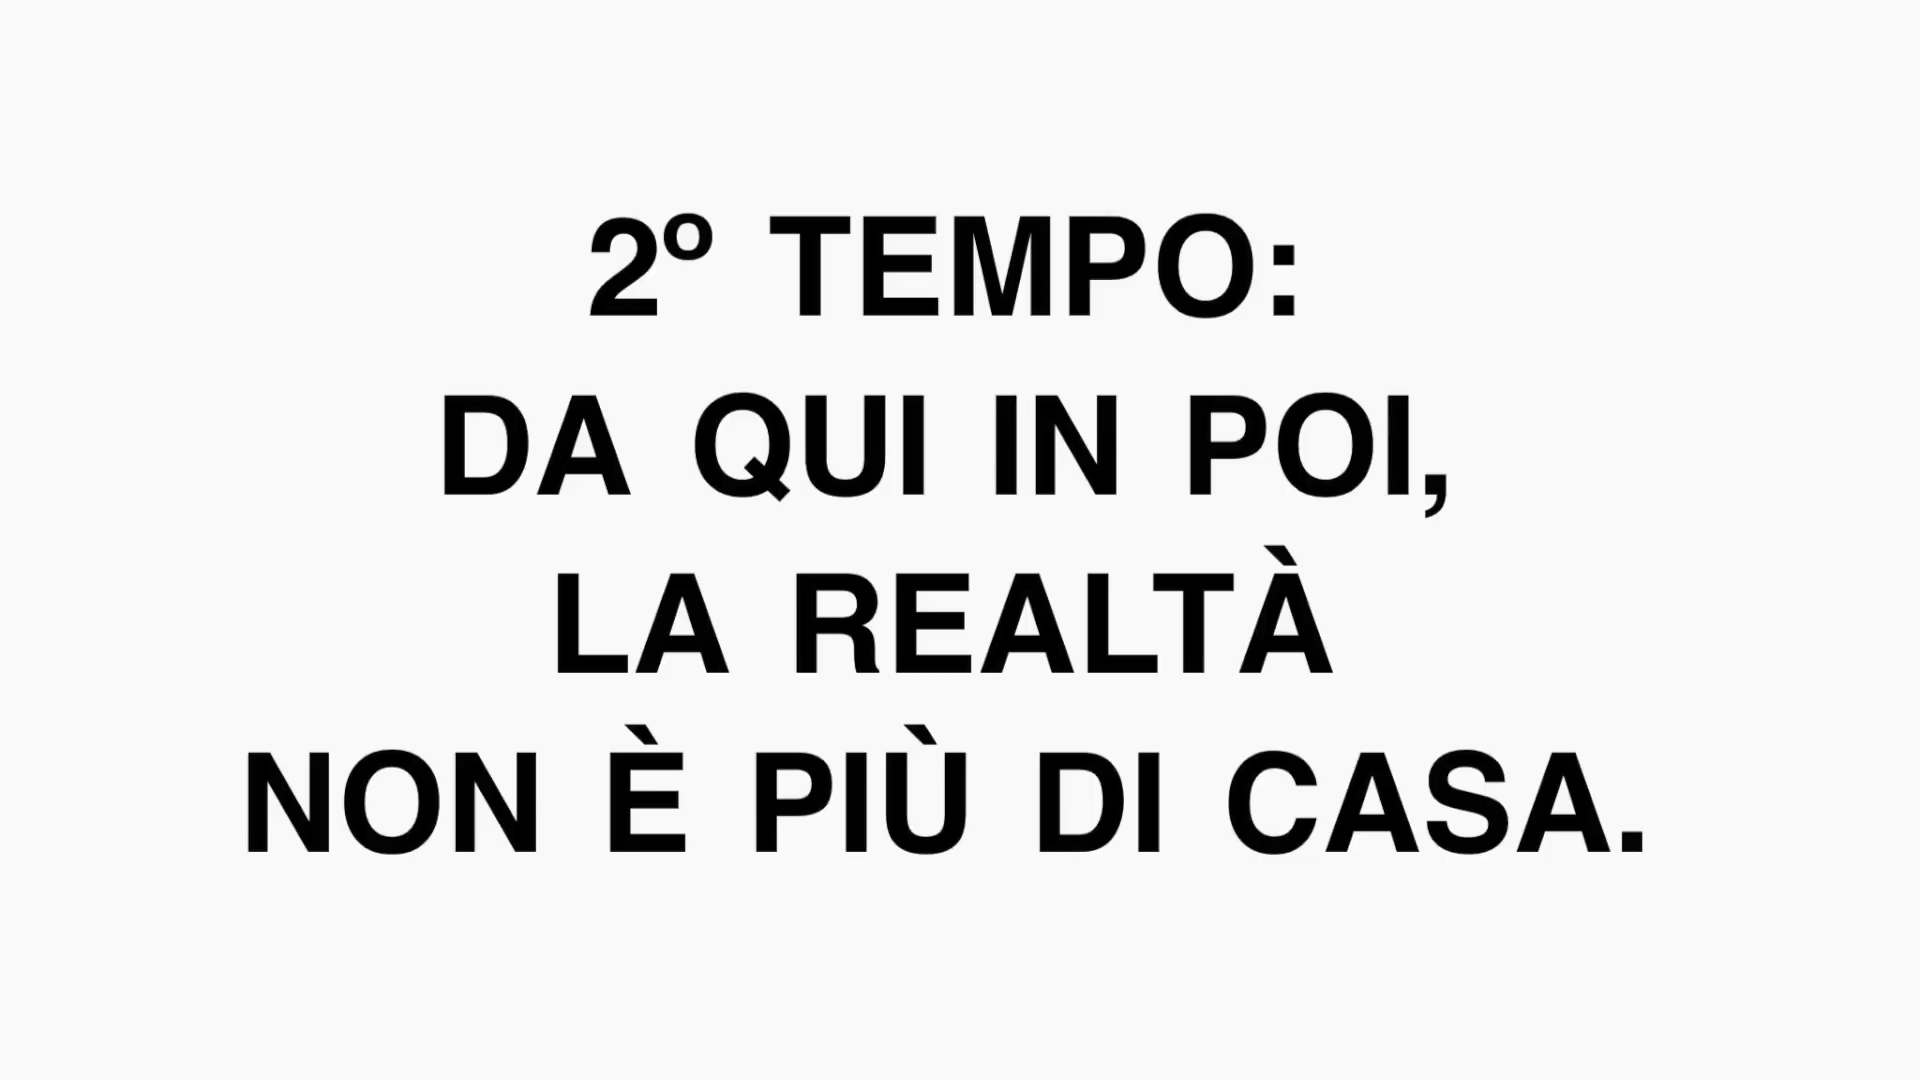 2º TEMPO:
DA QUI IN POI,
LA REALTÀ
NON È PIÙ DI CASA.